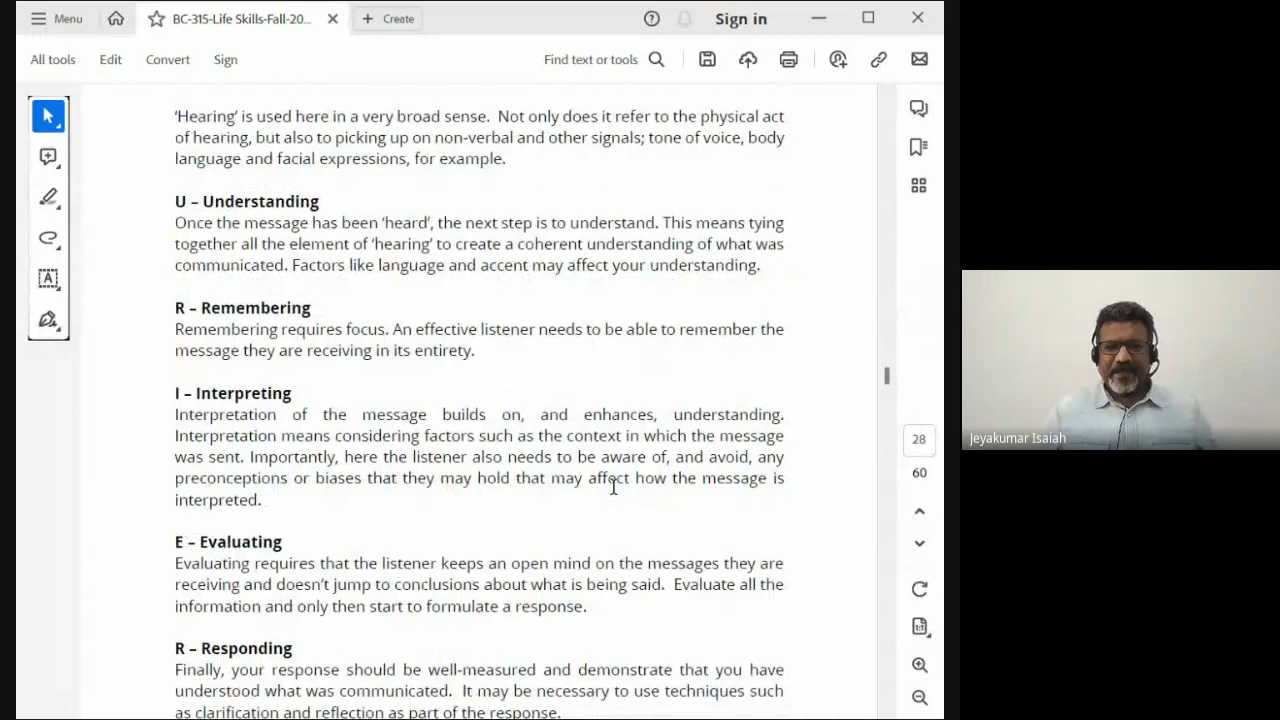 Menu
BC-315-Life Skills-Fall-20...
Create
Sign in
All tools
Edit
Convert
Sign
Find text or tools
‘Hearing’ is used here in a very broad sense.  Not only does it refer to the physical act
of hearing, but also to picking up on non-verbal and other signals; tone of voice, body
language and facial expressions, for example.
U – Understanding
Once the message has been ‘heard’, the next step is to understand. This means tying
together all the element of ‘hearing’ to create a coherent understanding of what was
communicated. Factors like language and accent may affect your understanding.
R – Remembering
Remembering requires focus. An effective listener needs to be able to remember the
message they are receiving in its entirety.
I – Interpreting
Interpretation of the message builds on, and enhances, understanding.
Interpretation means considering factors such as the context in which the message
was sent. Importantly, here the listener also needs to be aware of, and avoid, any
preconceptions or biases that they may hold that may affect how the message is
interpreted.
E – Evaluating
Evaluating requires that the listener keeps an open mind on the messages they are
receiving and doesn’t jump to conclusions about what is being said.  Evaluate all the
information and only then start to formulate a response.
R – Responding
Finally, your response should be well-measured and demonstrate that you have
understood what was communicated.  It may be necessary to use techniques such
as clarification and reflection as part of the response.
28
60
1:1
Jeyakumar Isaiah